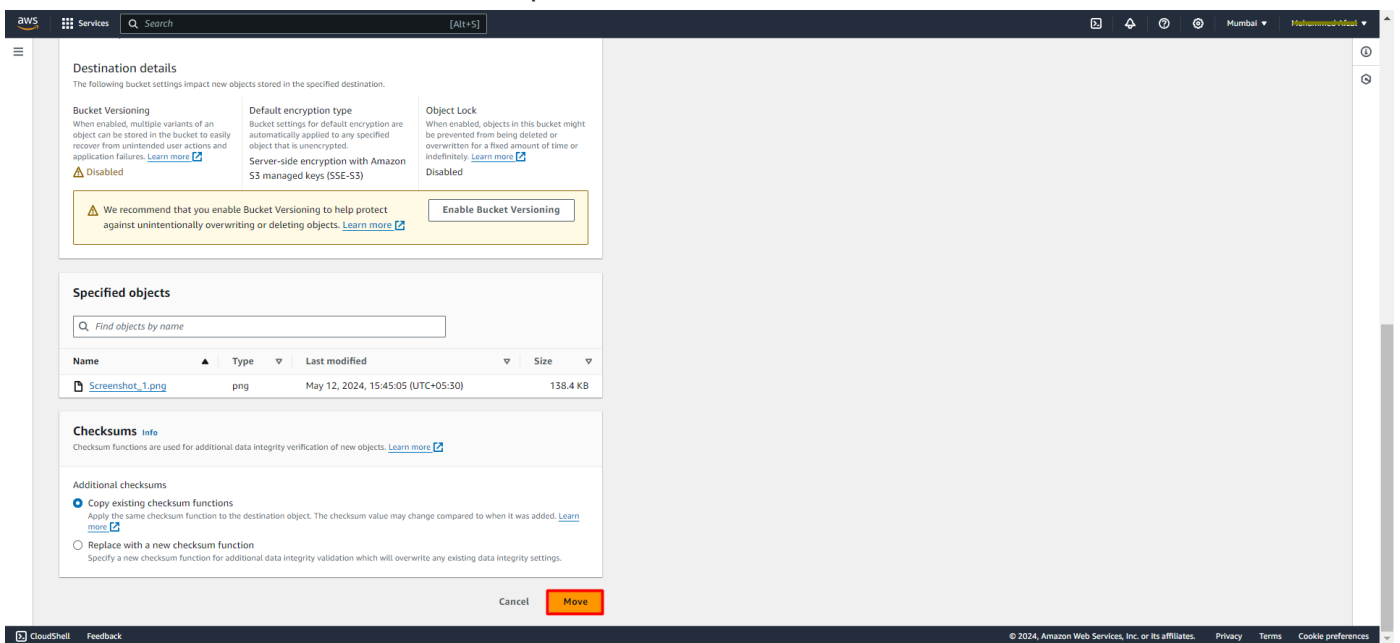 aws Services Search [Alt+S] Mumbai
Destination details
The following bucket settings impact new objects stored in the specified destination.
Bucket Versioning
When enabled, multiple variants of an
object can be stored in the bucket to easily
recover from unintended user actions and
application failures. Learn more
Disabled
Default encryption type
Bucket settings for default encryption are
automatically applied to any specified
object that is unencrypted.
Server-side encryption with Amazon
S3 managed keys (SSE-S3)
Object Lock
When enabled, objects in this bucket might
be prevented from being deleted or
overwritten for a fixed amount of time or
indefinitely. Learn more
Disabled
We recommend that you enable Bucket Versioning to help protect
against unintentionally overwriting or deleting objects. Learn more
Enable Bucket Versioning
Specified objects
Find objects by name
Name Type Last modified Size
Screenshot_1.png png May 12, 2024, 15:45:05 (UTC+05:30) 138.4 KB
Checksums Info
Checksum functions are used for additional data integrity verification of new objects. Learn more
Additional checksums
Copy existing checksum functions
Apply the same checksum function to the destination object. The checksum value may change compared to when it was added. Learn
more
Replace with a new checksum function
Specify a new checksum function for additional data integrity validation which will overwrite any existing data integrity settings.
Cancel Move
CloudShell Feedback © 2024, Amazon Web Services, Inc. or its affiliates. Privacy Terms Cookie preferences